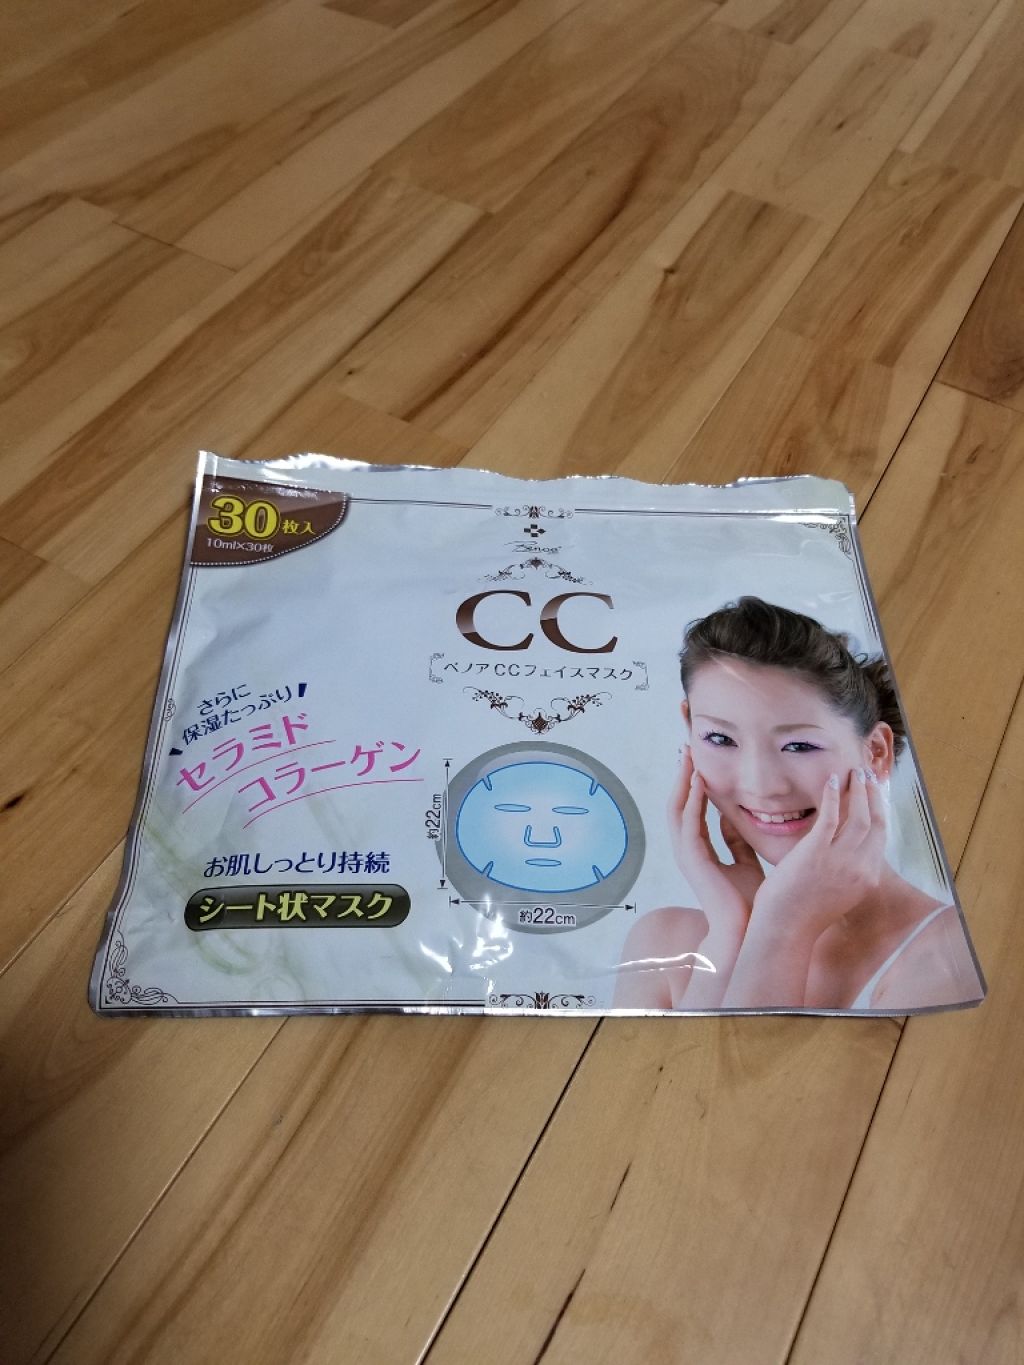 30枚入
10ml×30枚
Benoa
CC
ベノアCCフェイスマスク
さらに
保湿たっぷり!
セラミド
コラーゲン
約22cm
約22cm
お肌しっとり持続
シート状マスク